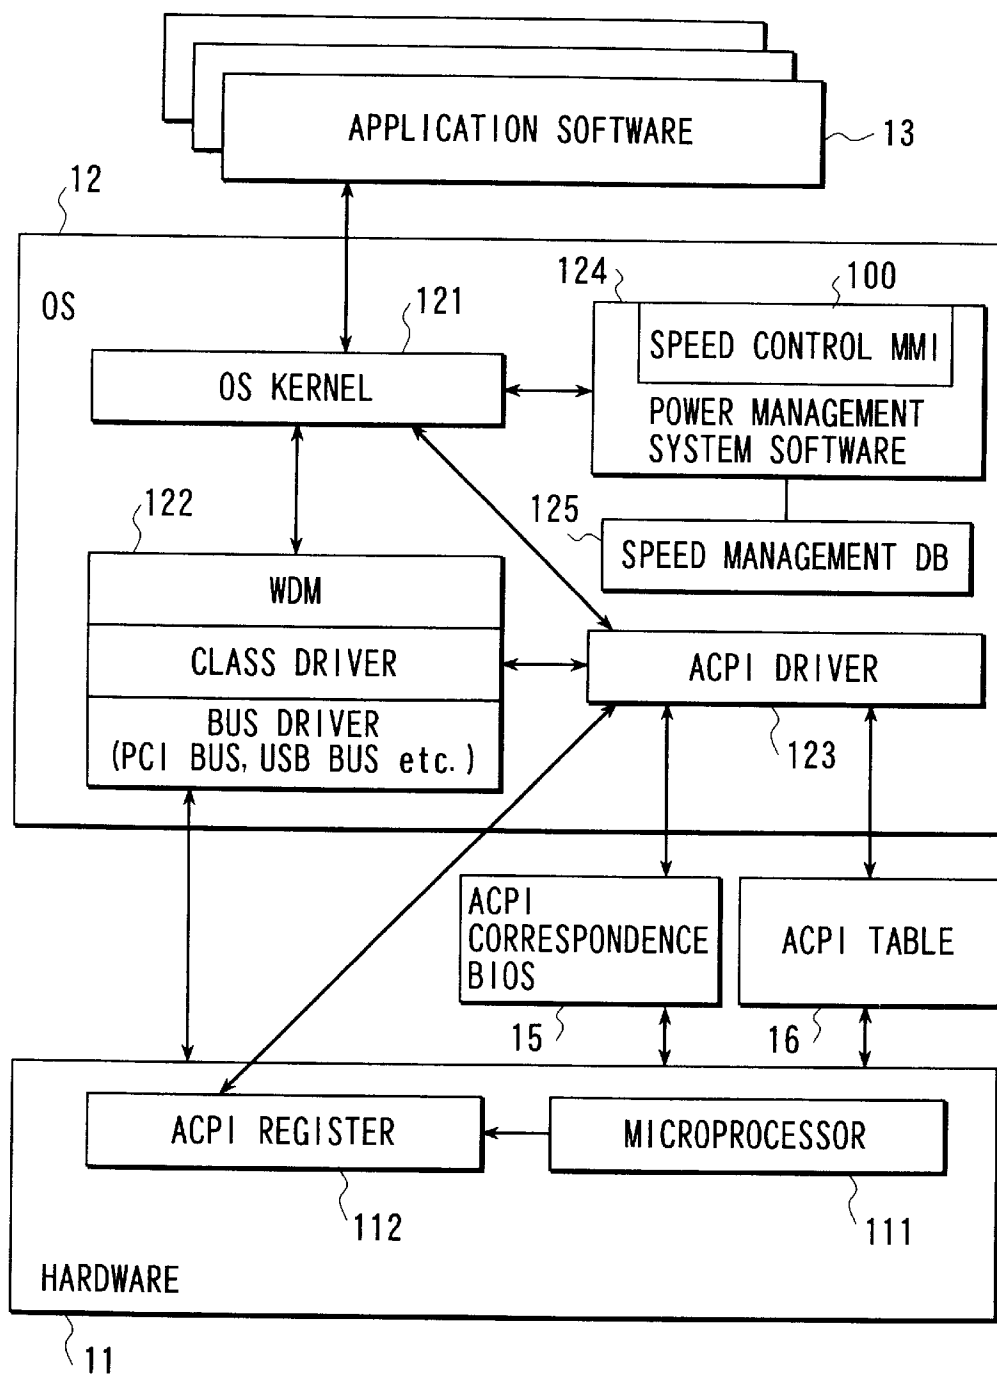 APPLICATION SOFTWARE
13
12
OS
121
124
100
SPEED CONTROL MMI
OS KERNEL
POWER MANAGEMENT
SYSTEM SOFTWARE
122
125
SPEED MANAGEMENT DB
WDM
CLASS DRIVER
ACPI DRIVER
BUS DRIVER
(PCI BUS, USB BUS etc.)
123
ACPI
CORRESPONDENCE
BIOS
ACPI TABLE
15
16
ACPI REGISTER
MICROPROCESSOR
112
111
HARDWARE
11